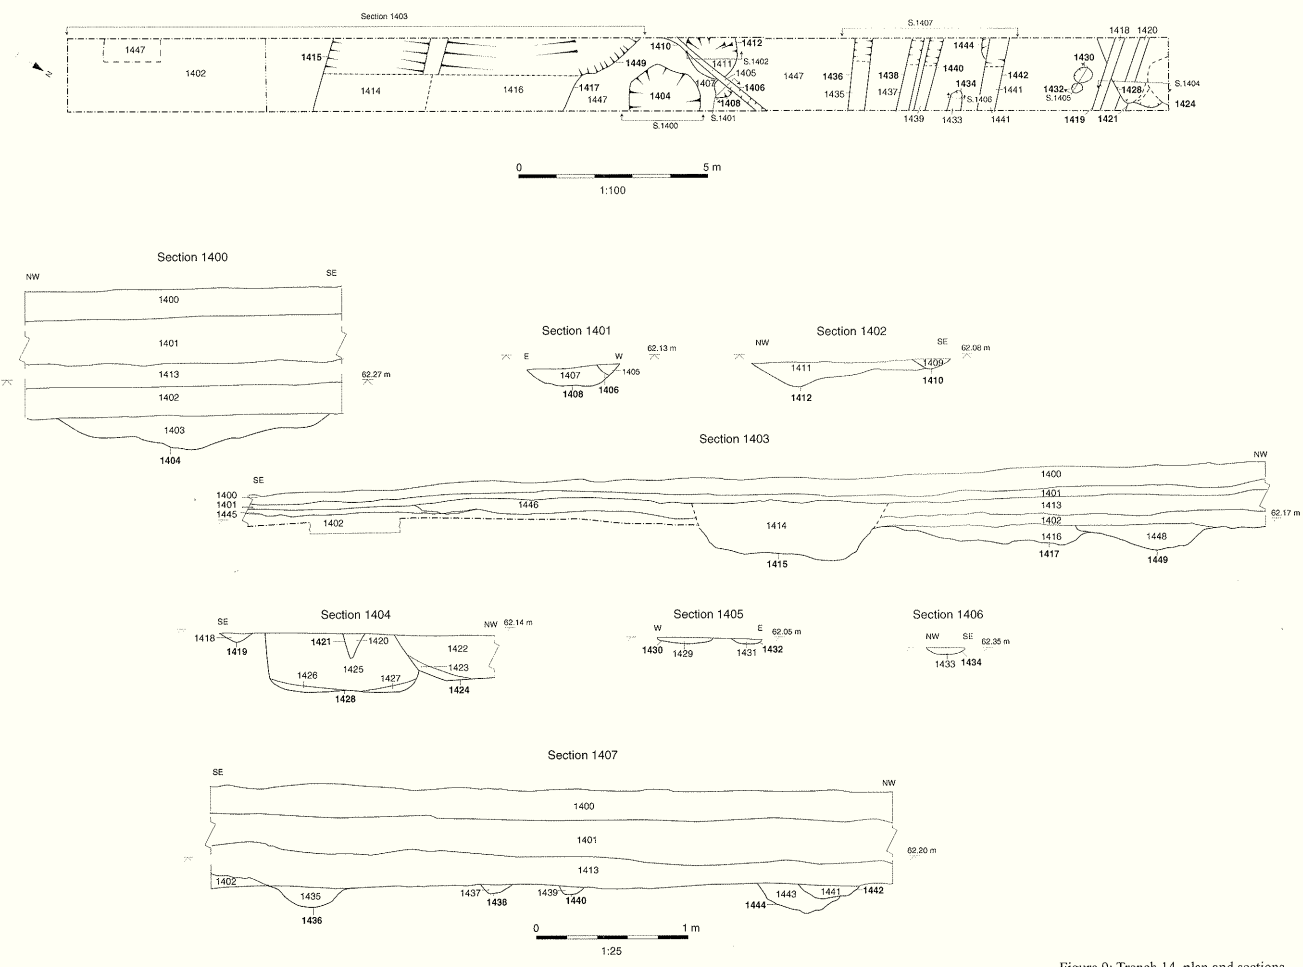 Section 1403
S.1407
1418 1420
1447
1402
1415
1414
1416
1449
1417
1447
1410
1412
1411
S.1402
1405
1407
1406
1404
1408
S.1401
S.1400
1447
1436
1435
1438
1437
1439
1444
1440
1434
S.1406
1433
1442
1441
1441
1430
1432
S.1405
1428
S.1404
1424
1419 1421
N
0 5 m
1:100
Section 1400
NW SE
1400
1401
1413
62.27 m
1402
1403
1404
Section 1401
E W
62.13 m
1407
1405
1408
1406
Section 1402
NW SE
62.08 m
1411
1409
1410
1412
Section 1403
SE NW
1400
1401
1445
1402
1446
1414
1415
1400
1401
1413
1402
62.17 m
1416
1417
1448
1449
Section 1404
SE NW
62.14 m
1418
1419
1421
1420
1422
1423
1425
1426
1427
1424
1428
Section 1405
W E
62.05 m
1430
1429
1431
1432
Section 1406
NW SE
62.35 m
1433
1434
Section 1407
SE NW
1400
1401
62.20 m
1413
1402
1435
1436
1437
1438
1439
1440
1443
1441
1442
1444
0 1 m
1:25
Figure 9: Trench 14, plan and sections